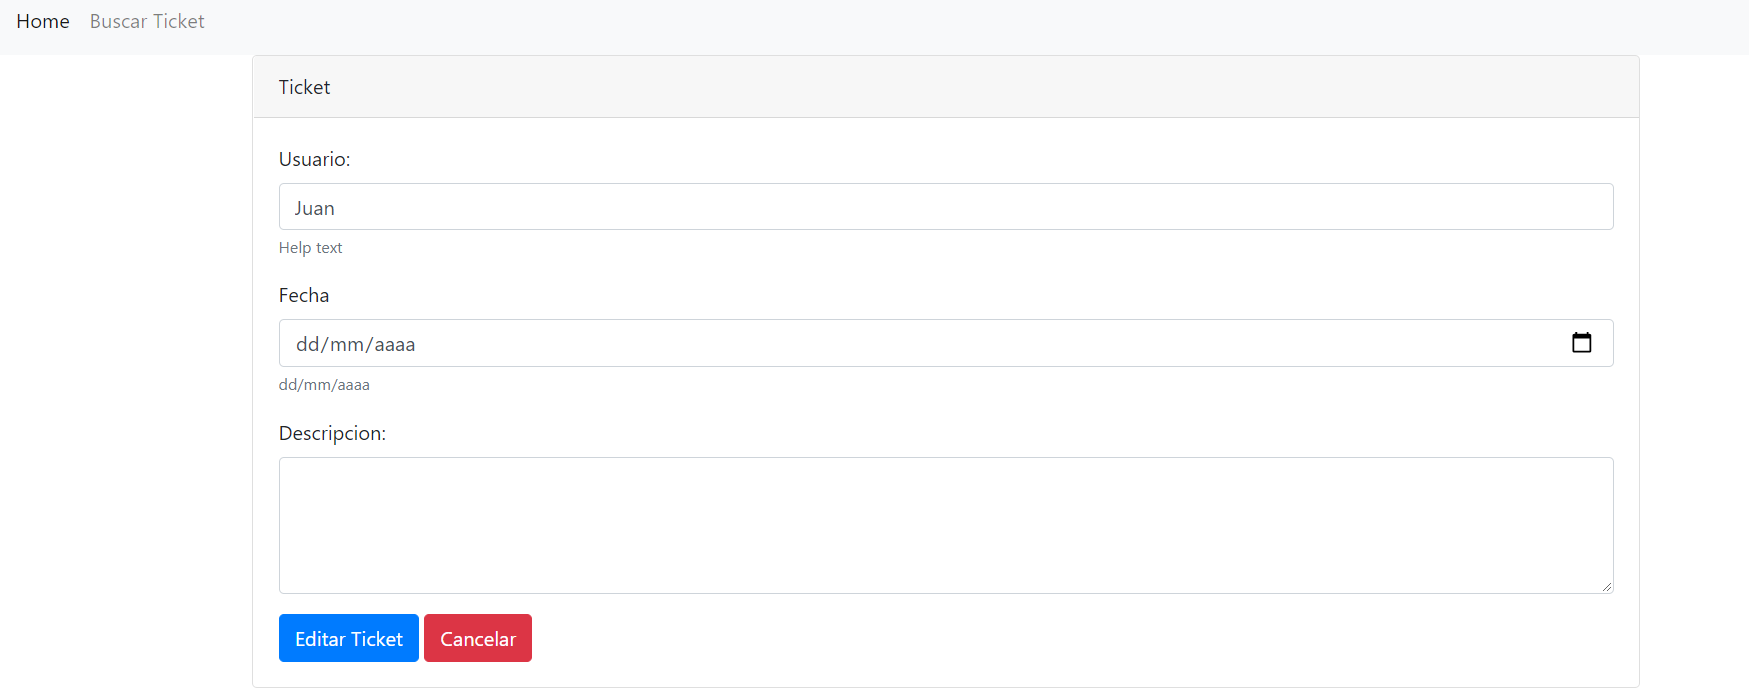 Home Buscar Ticket
Ticket
Usuario:
Juan
Help text
Fecha
dd/mm/aaaa
dd/mm/aaaa
Descripcion:
Editar Ticket Cancelar